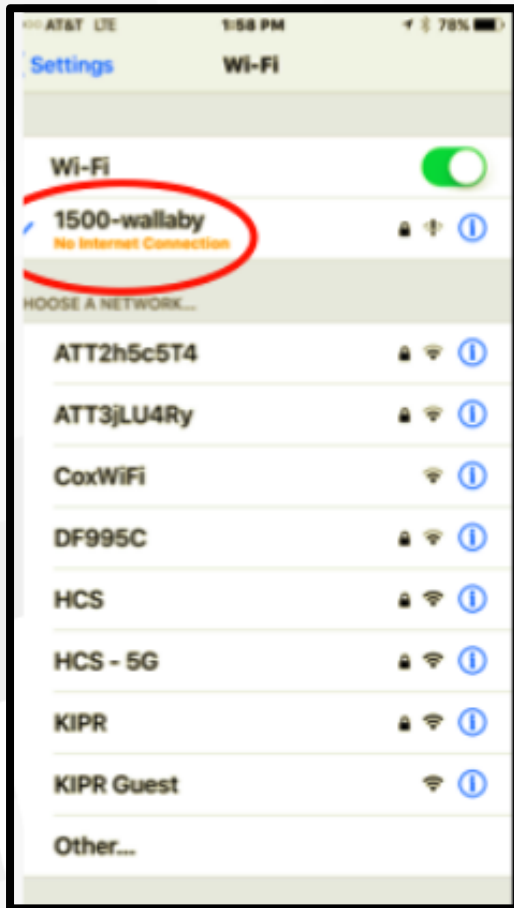 AT&T LTE 1:58 PM 78%
Settings Wi-Fi
Wi-Fi
1500-wallaby
No Internet Connection
HOOSE A NETWORK...
ATT2h5c5T4
ATT3jLU4Ry
CoxWiFi
DF995C
HCS
HCS - 5G
KIPR
KIPR Guest
Other...